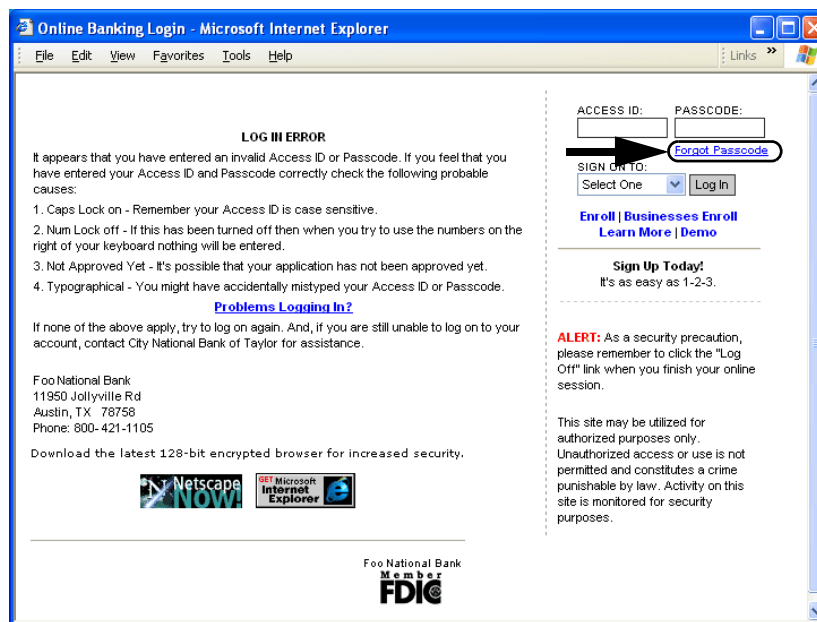 Online Banking Login - Microsoft Internet Explorer
File Edit View Favorites Tools Help
Links »
LOG IN ERROR
It appears that you have entered an invalid Access ID or Passcode. If you feel that you
have entered your Access ID and Passcode correctly check the following probable
causes:
1. Caps Lock on - Remember your Access ID is case sensitive.
2. Num Lock off - If this has been turned off then when you try to use the numbers on the
right of your keyboard nothing will be entered.
3. Not Approved Yet - It's possible that your application has not been approved yet.
4. Typographical - You might have accidentally mistyped your Access ID or Passcode.
Problems Logging In?
If none of the above apply, try to log on again. And, if you are still unable to log on to your
account, contact City National Bank of Taylor for assistance.
Foo National Bank
11950 Jollyville Rd
Austin, TX 78758
Phone: 800-421-1105
Download the latest 128-bit encrypted browser for increased security.
N Netscape NOW!
GET Microsoft Internet Explorer
Foo National Bank
Member
FDIC
ACCESS ID: PASSCODE:
Forgot Passcode
SIGN ON TO:
Select One Log In
Enroll | Businesses Enroll
Learn More | Demo
Sign Up Today!
It's as easy as 1-2-3.
ALERT: As a security precaution,
please remember to click the "Log
Off" link when you finish your online
session.
This site may be utilized for
authorized purposes only.
Unauthorized access or use is not
permitted and constitutes a crime
punishable by law. Activity on this
site is monitored for security
purposes.